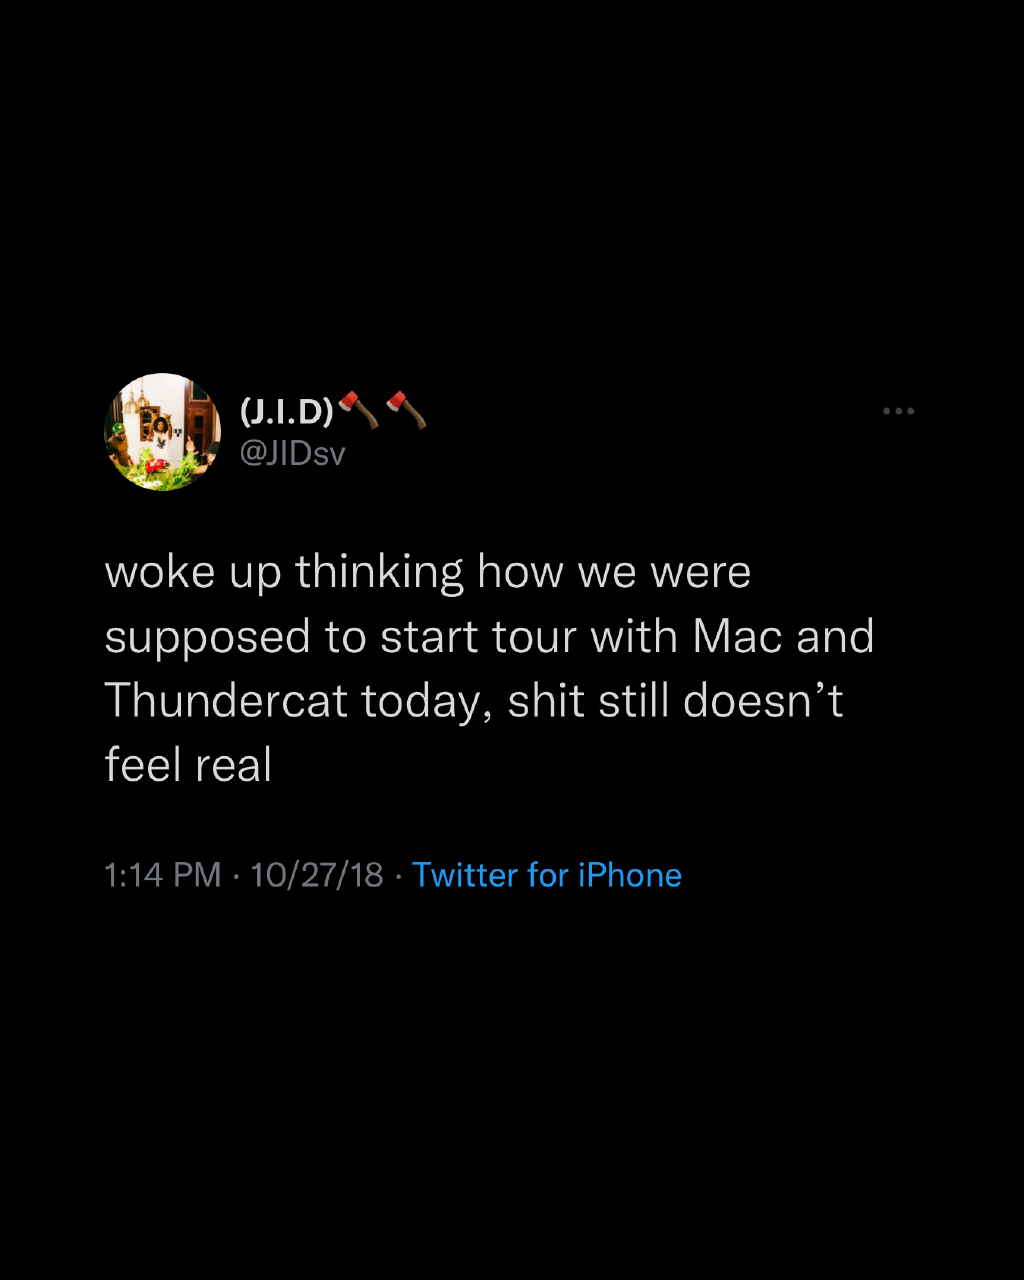 (J.I.D)🪓🪓
@JIDsv
woke up thinking how we were
supposed to start tour with Mac and
Thundercat today, shit still doesn’t
feel real
1:14 PM · 10/27/18 · Twitter for iPhone